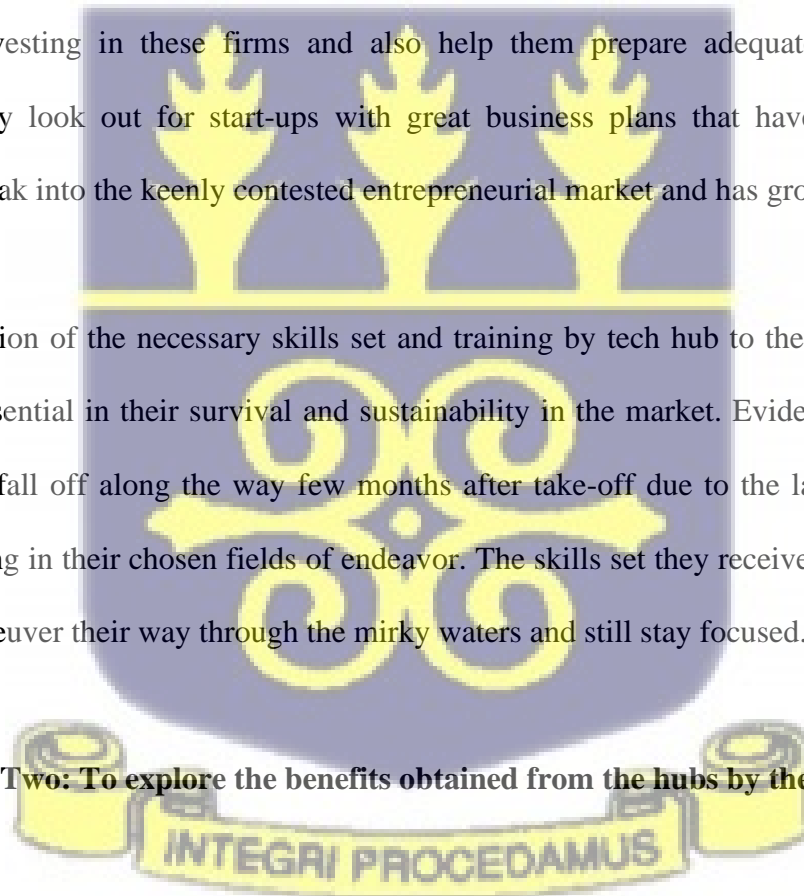 vesting in these firms and also help them prepare adequat
y look out for start-ups with great business plans that have
ak into the keenly contested entrepreneurial market and has gro
ion of the necessary skills set and training by tech hub to the
sential in their survival and sustainability in the market. Evide
fall off along the way few months after take-off due to the la
ng in their chosen fields of endeavor. The skills set they receive
euver their way through the mirky waters and still stay focused.
Two: To explore the benefits obtained from the hubs by the
INTEGRI PROCEDAMUS